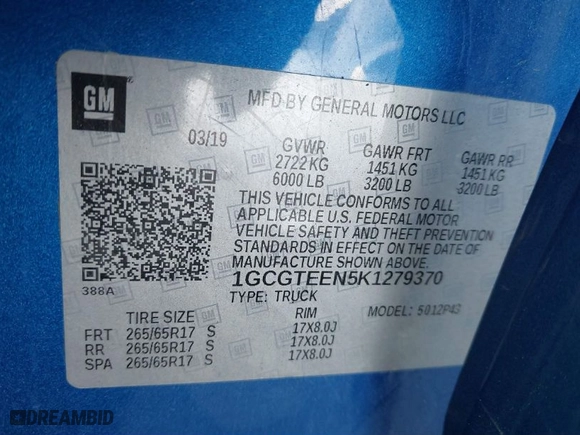 GM
MFD BY GENERAL MOTORS LLC
03/19
GVWR GAWR FRT GAWR RR
2722 KG 1451 KG 1451 KG
6000 LB 3200 LB 3200 LB
THIS VEHICLE CONFORMS TO ALL
APPLICABLE U.S. FEDERAL MOTOR
VEHICLE SAFETY AND THEFT PREVENTION
STANDARDS IN EFFECT ON THE DATE OF
MANUFACTURE SHOWN ABOVE.
388A
1GCGTEEN5K1279370
TYPE: TRUCK MODEL:
TIRE SIZE RIM
FRT 265/65R17 S 17X8.0J
RR 265/65R17 S 17X8.0J
SPA 265/65R17 S 17X8.0J
DREAMBID